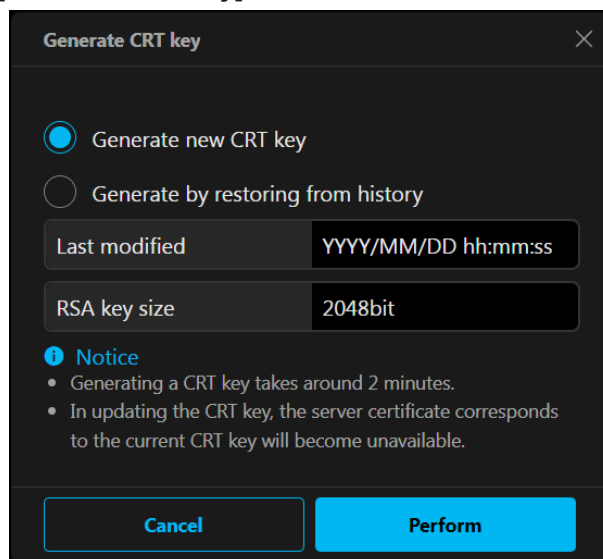 Generate CRT key
Generate new CRT key
Generate by restoring from history
Last modified YYYY/MM/DD hh:mm:ss
RSA key size 2048bit
Notice
• Generating a CRT key takes around 2 minutes.
• In updating the CRT key, the server certificate corresponds
to the current CRT key will become unavailable.
Cancel Perform